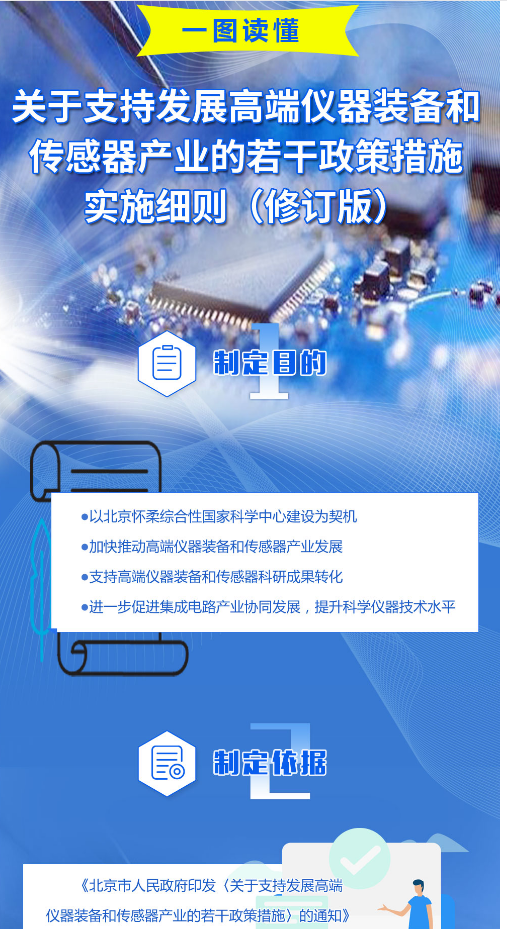 一图读懂
关于支持发展高端仪器装备和
传感器产业的若干政策措施
实施细则（修订版）
1
制定目的
●以北京怀柔综合性国家科学中心建设为契机
●加快推动高端仪器装备和传感器产业发展
●支持高端仪器装备和传感器科研成果转化
●进一步促进集成电路产业协同发展，提升科学仪器技术水平
2
制定依据
《北京市人民政府印发〈关于支持发展高端
仪器装备和传感器产业的若干政策措施〉的通知》